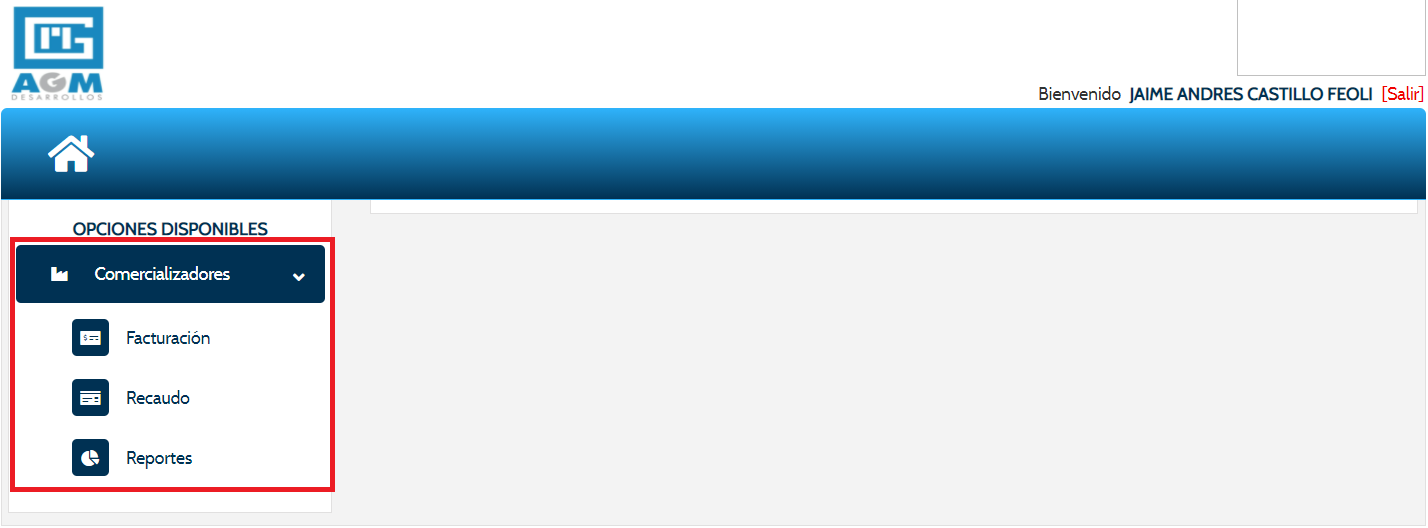 AGM
DESARROLLOS
Bienvenido JAIME ANDRES CASTILLO FEOLI [Salir]
OPCIONES DISPONIBLES
Comercializadores
Facturación
Recaudo
Reportes